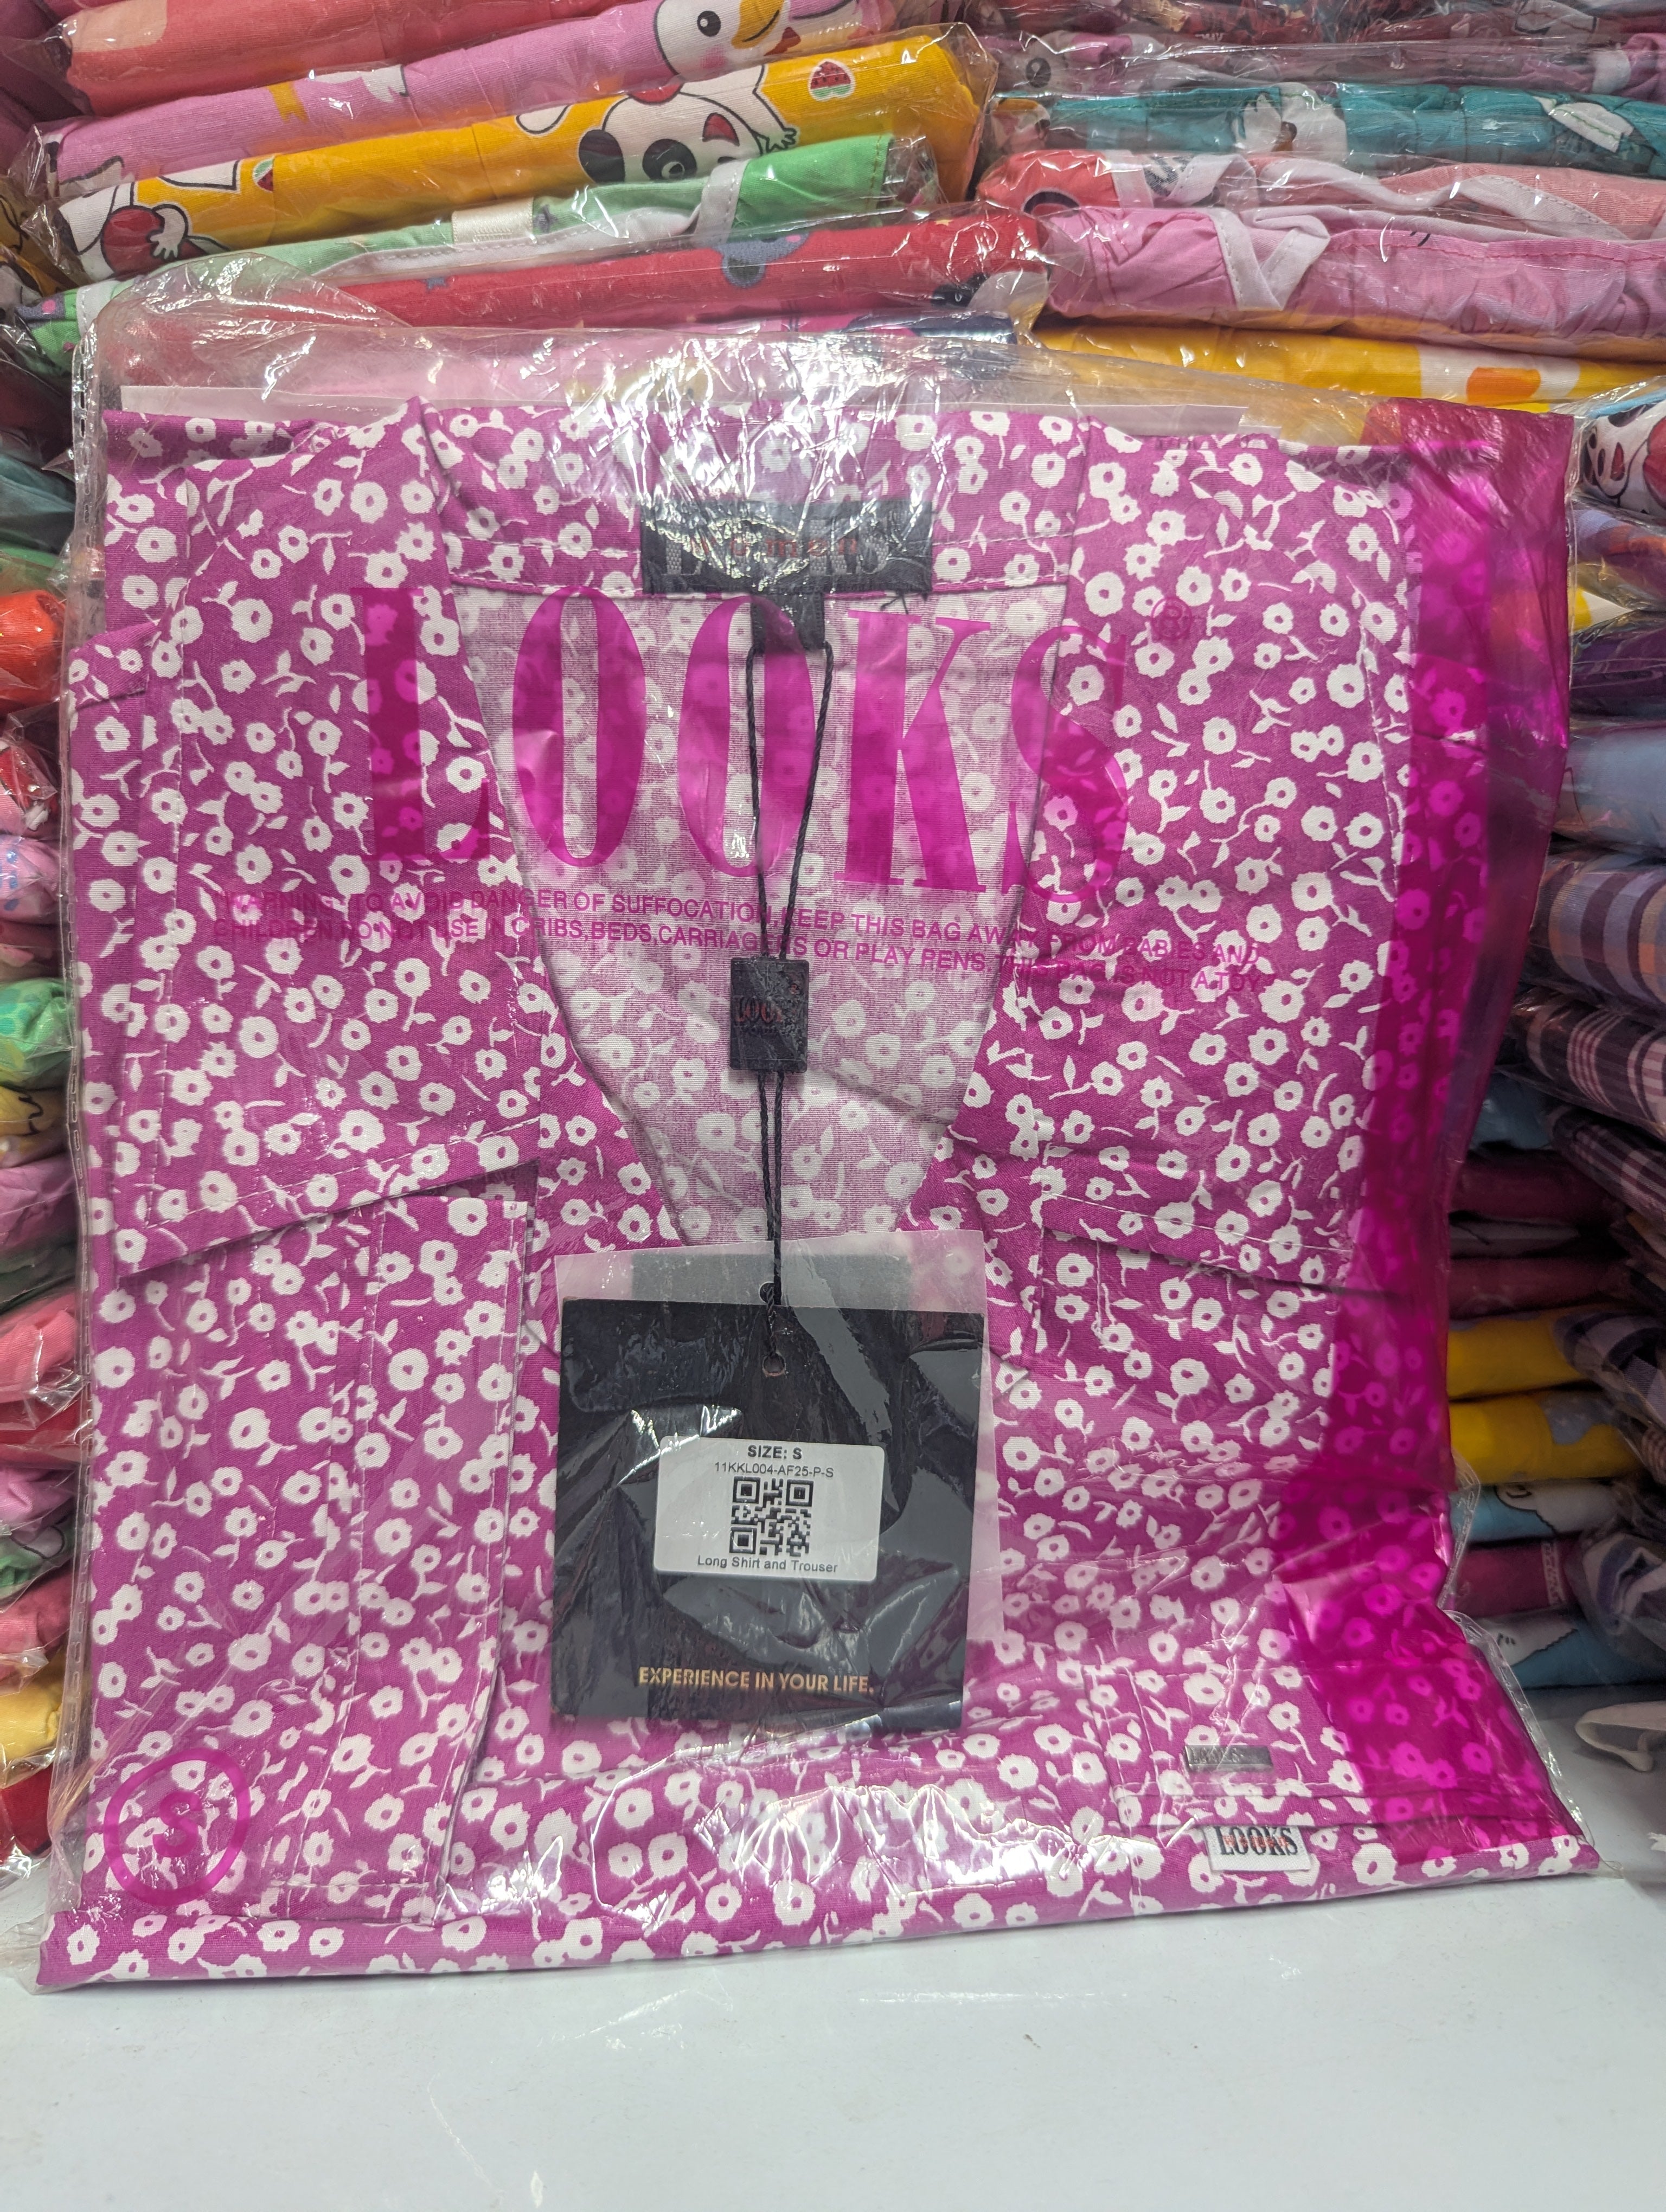 LOOKS ®
WARNING: TO AVOID DANGER OF SUFFOCATION, KEEP THIS BAG AWAY FROM BABIES AND
CHILDREN DO NOT USE IN CRIBS,BEDS,CARRIAGES OR PLAY PENS. THIS BAG IS NOT A TOY
SIZE: S
11KKL004-AF25-P-S
Long Shirt and Trouser
EXPERIENCE IN YOUR LIFE.
S
LOOKS